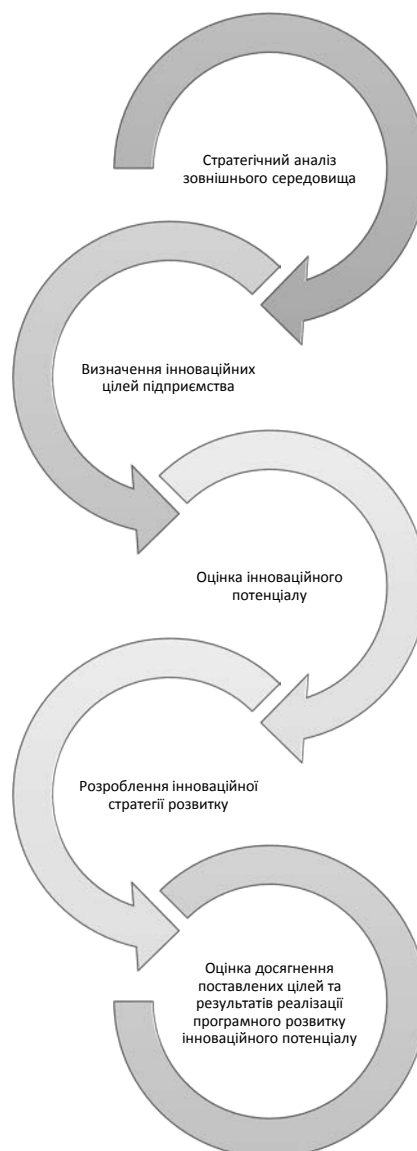 Стратегічний аналіз
зовнішнього середовища
Визначення інноваційних
цілей підприємства
Оцінка інноваційного
потенціалу
Розроблення інноваційної
стратегії розвитку
Оцінка досягнення
поставлених цілей та
результатів реалізації
програмного розвитку
інноваційного потенціалу